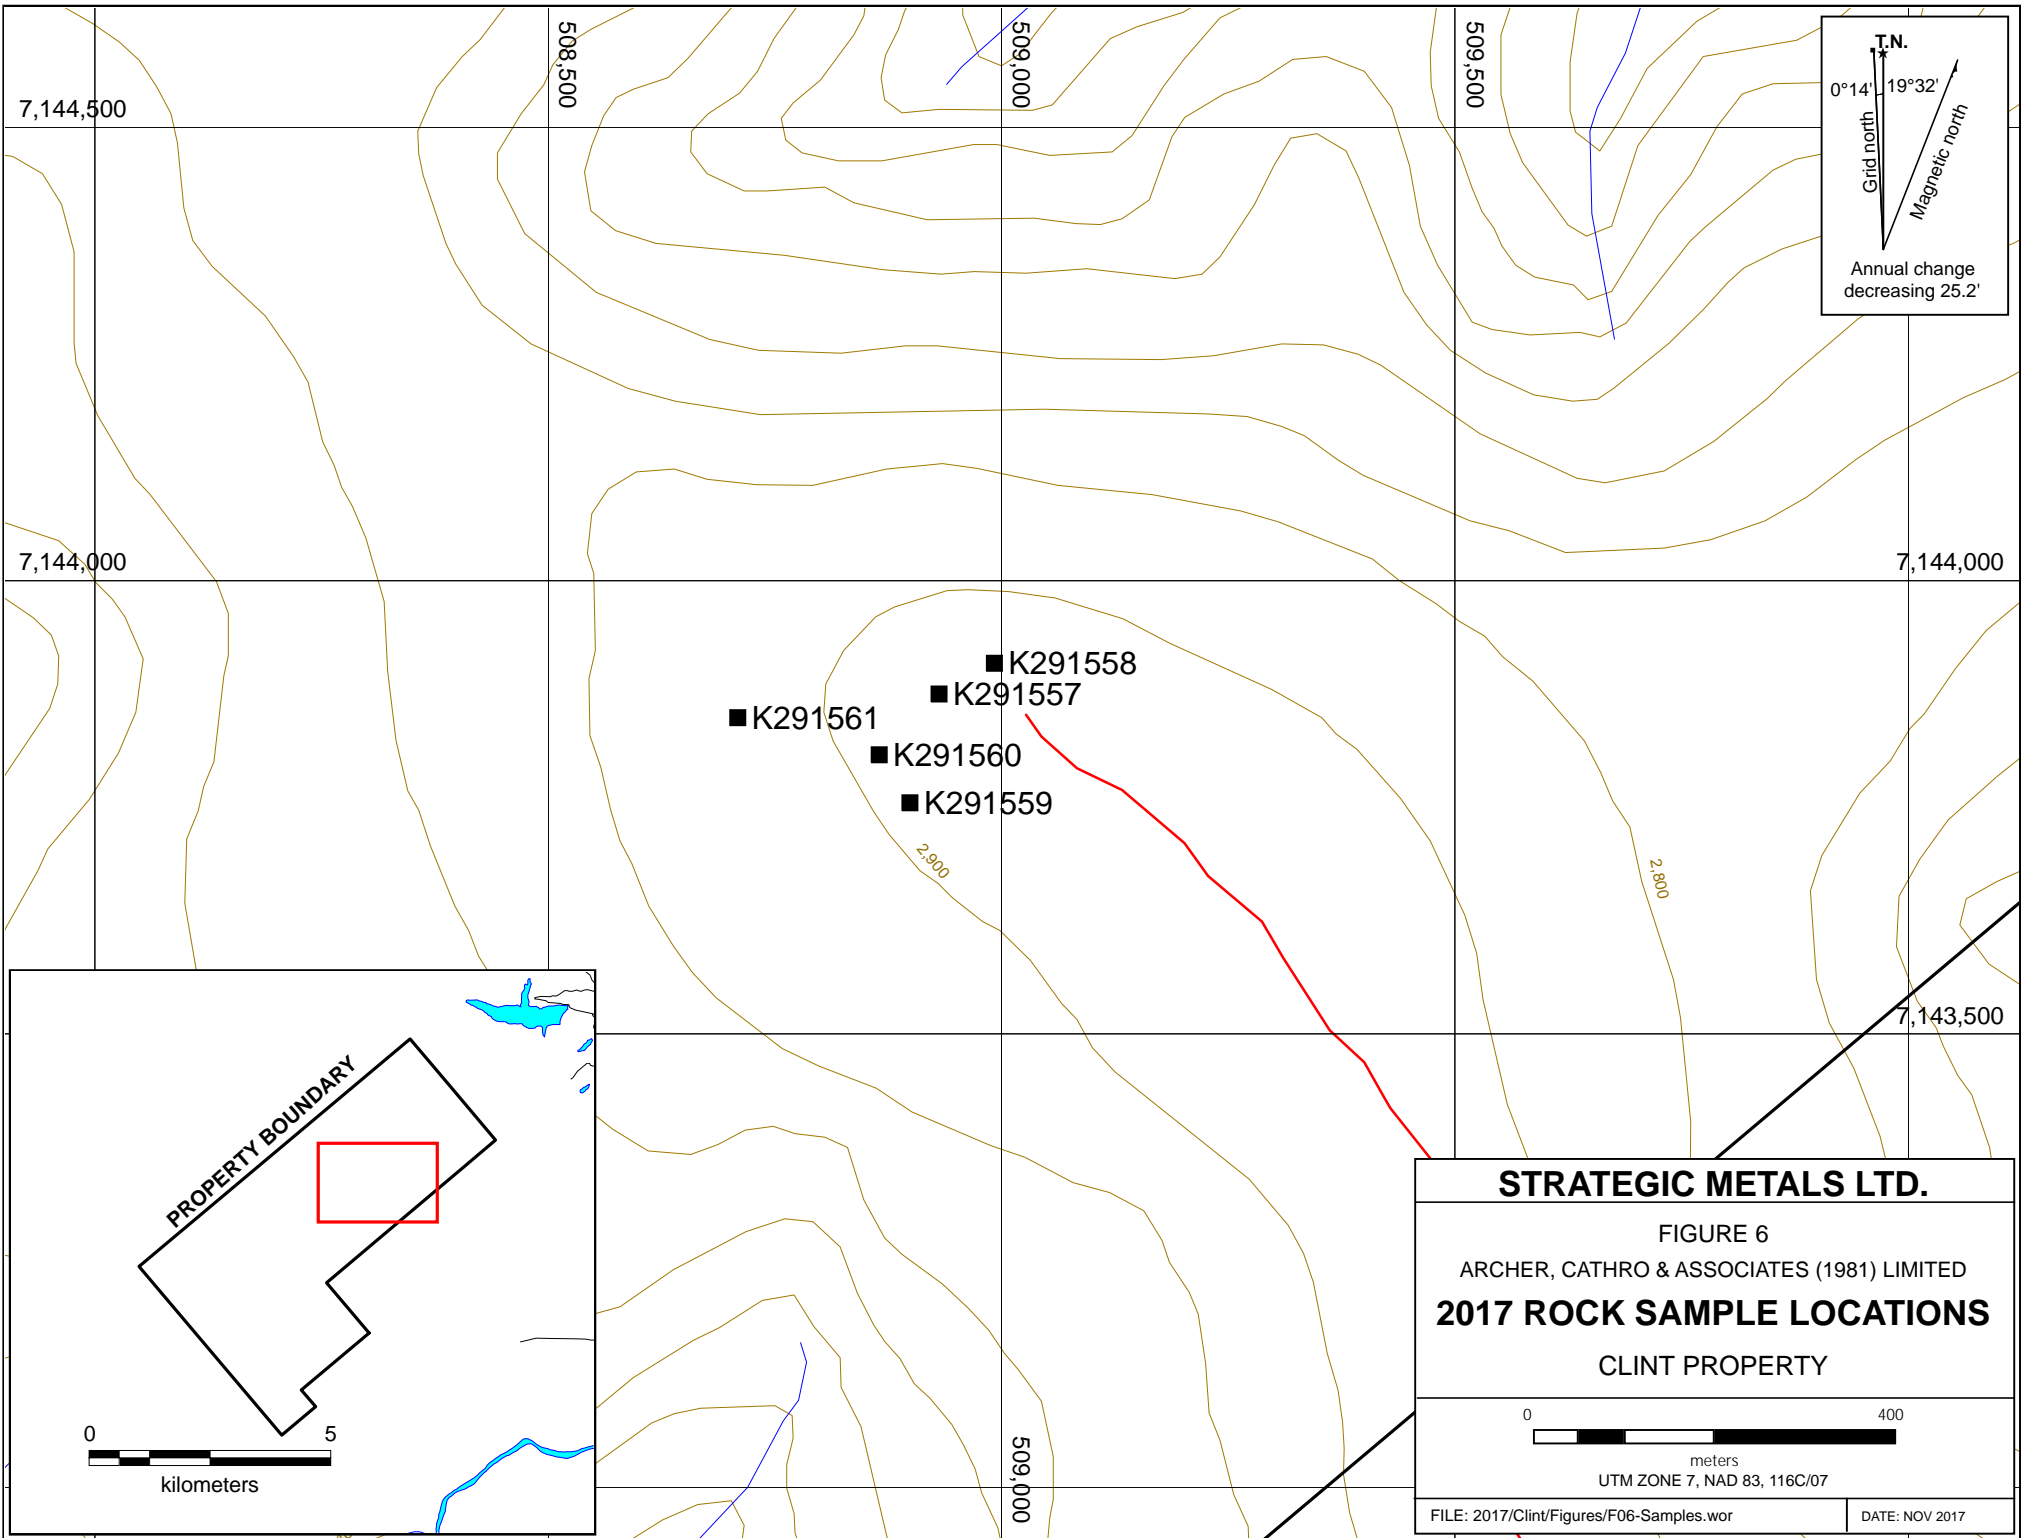 508,500
509,000
509,500
T.N.
0°14'
19°32'
Grid north
Magnetic north
Annual change
decreasing 25.2'
7,144,500
7,144,000
7,144,000
K291558
K291557
K291561
K291560
K291559
2,900
2,800
7,143,500
PROPERTY BOUNDARY
0
5
kilometers
509,000
STRATEGIC METALS LTD.
FIGURE 6
ARCHER, CATHRO & ASSOCIATES (1981) LIMITED
2017 ROCK SAMPLE LOCATIONS
CLINT PROPERTY
0
400
meters
UTM ZONE 7, NAD 83, 116C/07
FILE: 2017/Clint/Figures/F06-Samples.wor
DATE: NOV 2017